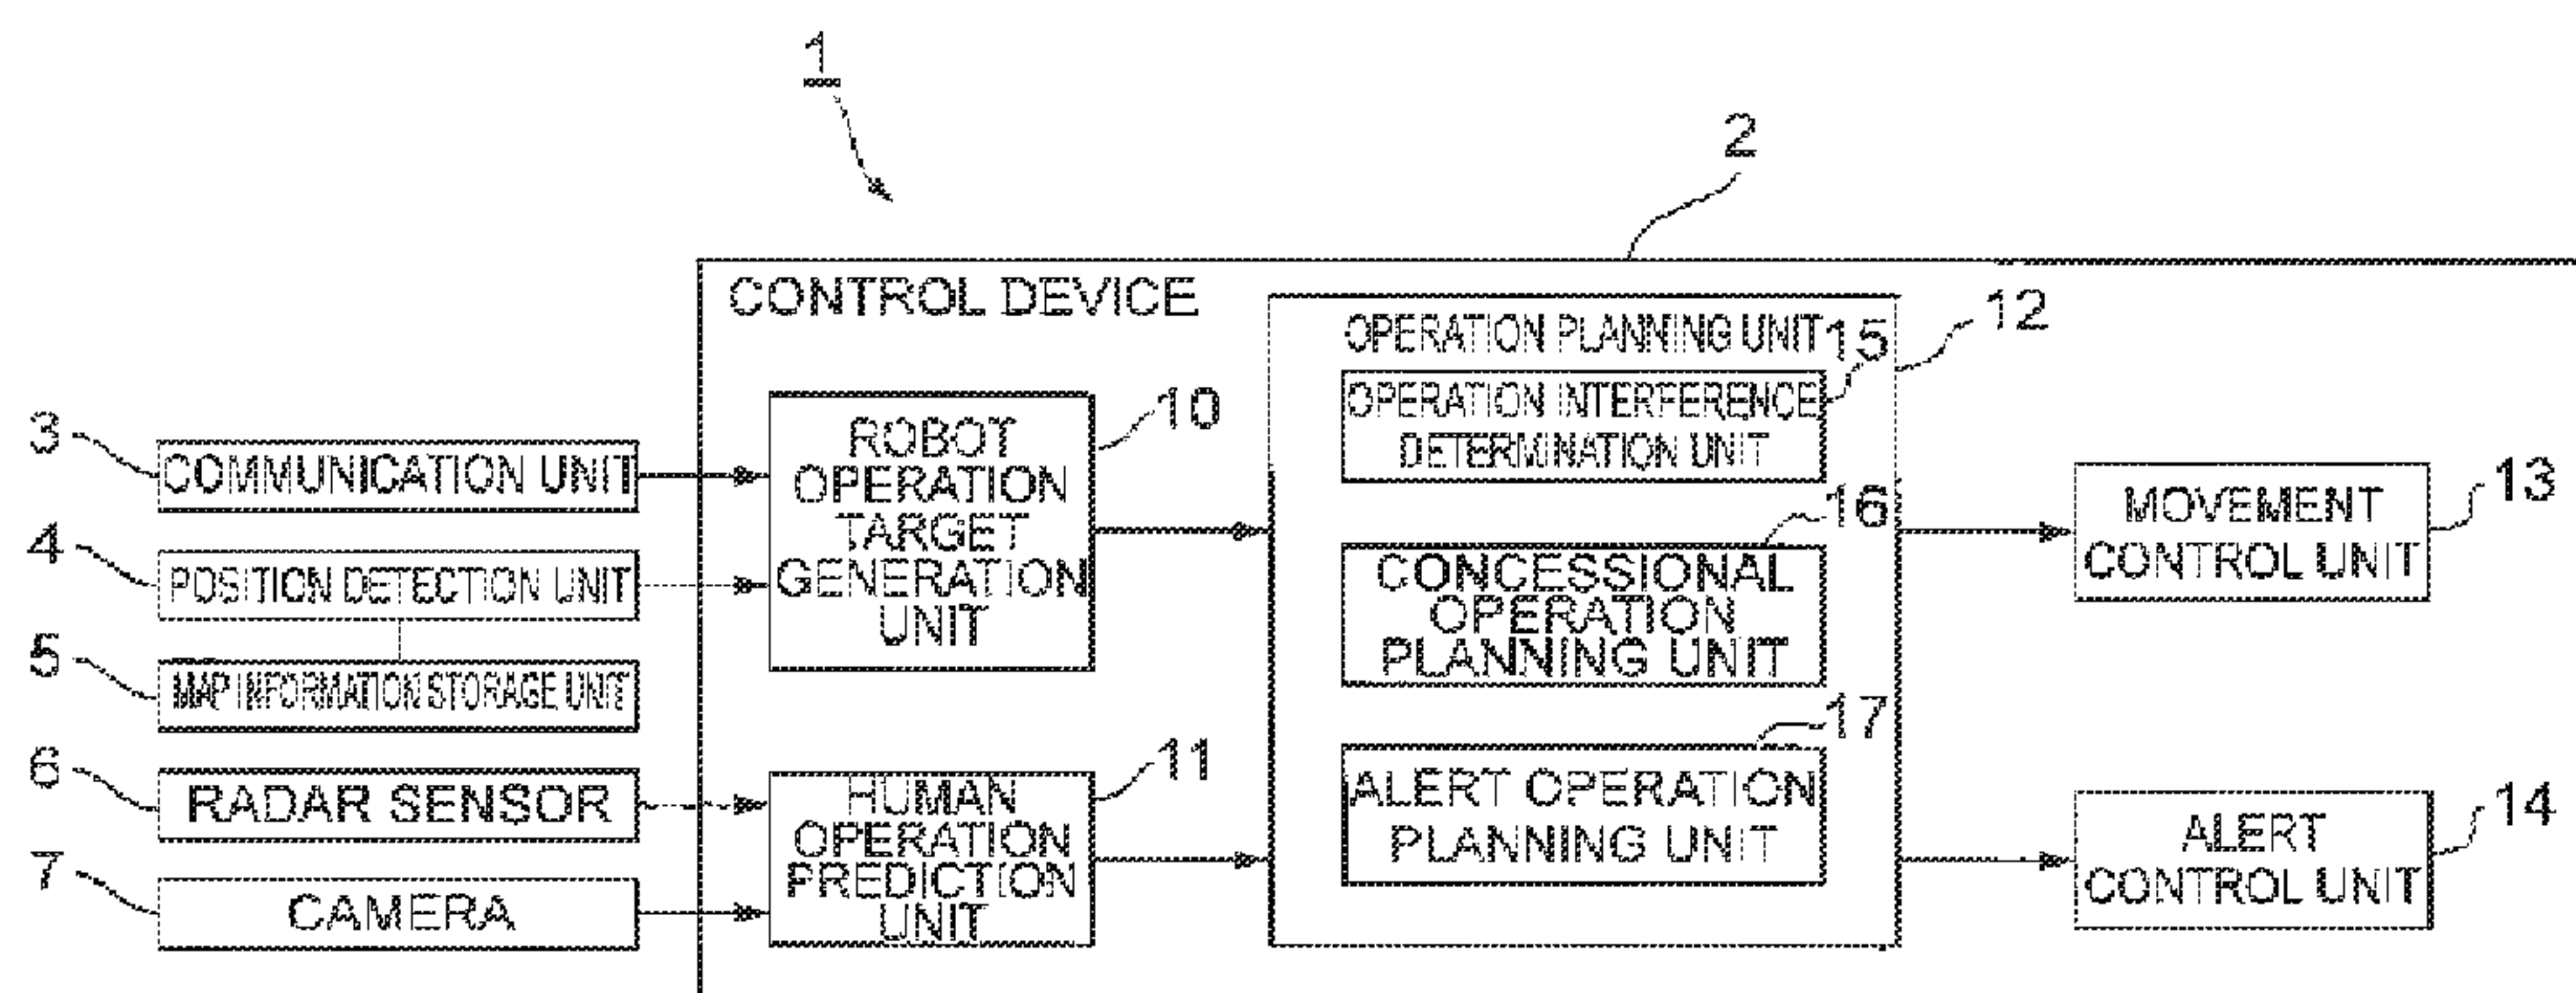 1
2
CONTROL DEVICE
12
OPERATION PLANNING UNIT
15
OPERATION INTERFERENCE
DETERMINATION UNIT
10
ROBOT
OPERATION
TARGET
GENERATION
UNIT
3
COMMUNICATION UNIT
4
POSITION DETECTION UNIT
5
MAP INFORMATION STORAGE UNIT
16
CONCESSIONAL
OPERATION
PLANNING UNIT
13
MOVEMENT
CONTROL UNIT
6
RADAR SENSOR
7
CAMERA
11
HUMAN
OPERATION
PREDICTION
UNIT
17
ALERT OPERATION
PLANNING UNIT
14
ALERT
CONTROL UNIT